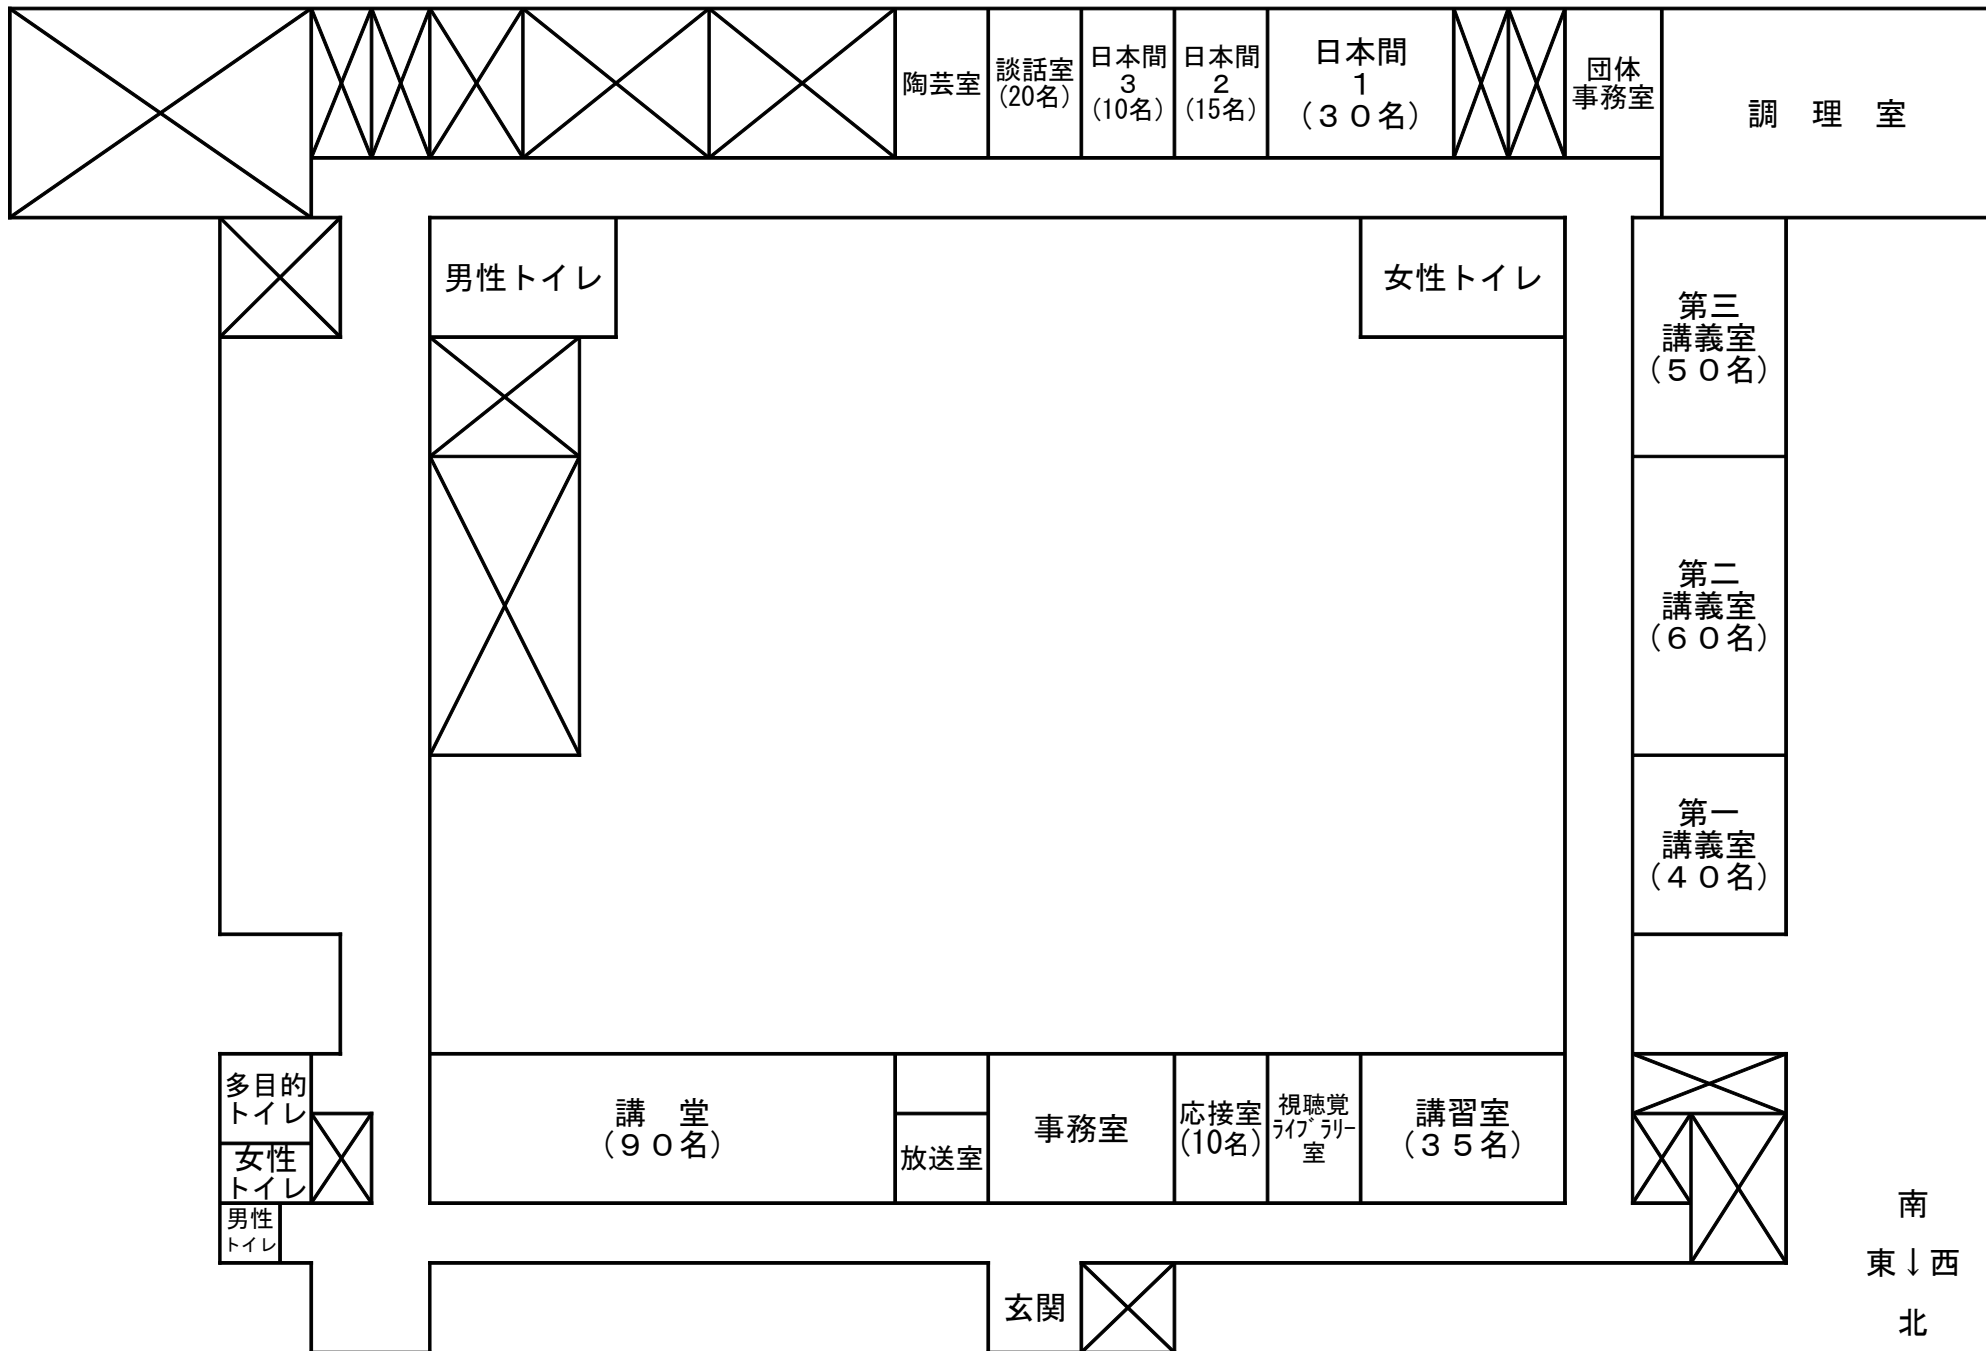 陶芸室
談話室
(20名)
日本間
3
(10名)
日本間
2
(15名)
日本間
1
(30名)
団体
事務室
調 理 室
男性トイレ
女性トイレ
第三
講義室
(50名)
第二
講義室
(60名)
第一
講義室
(40名)
多目的
トイレ
女性
トイレ
男性
トイレ
講 堂
(90名)
放送室
事務室
応接室
(10名)
視聴覚
ﾗｲﾌﾞﾗﾘｰ
室
講習室
(35名)
玄関
南
東↓西
北